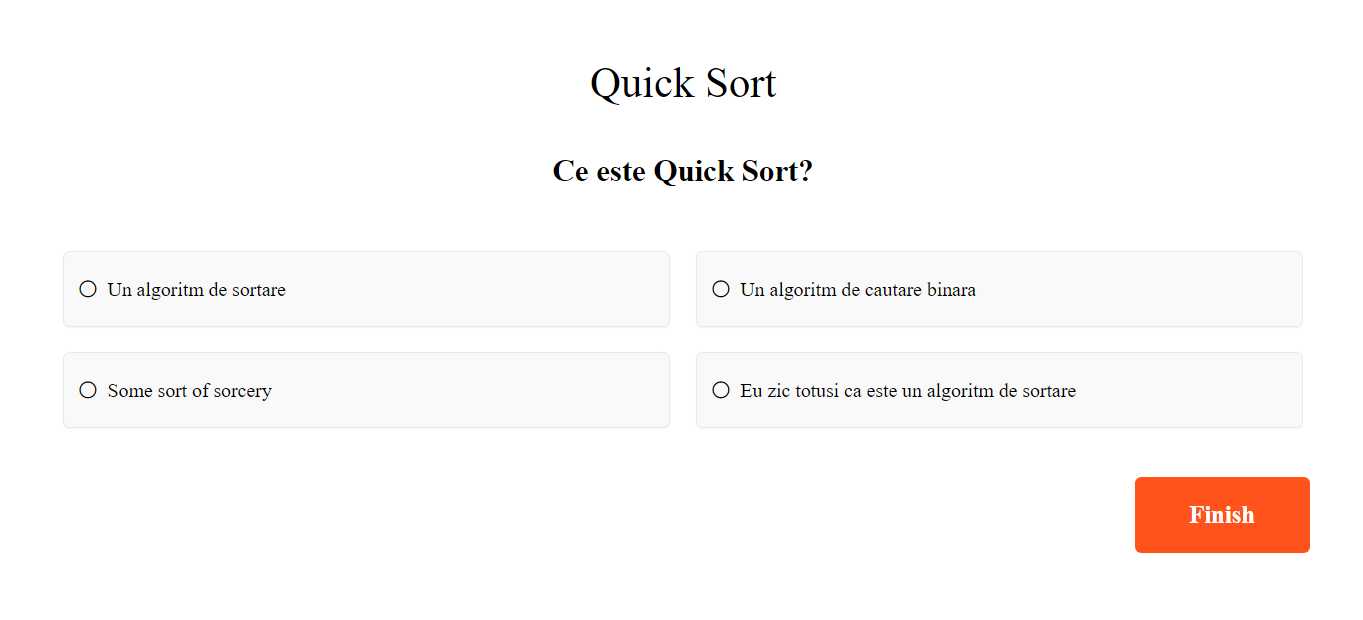 Quick Sort
Ce este Quick Sort?
Un algoritm de sortare
Un algoritm de cautare binara
Some sort of sorcery
Eu zic totusi ca este un algoritm de sortare
Finish